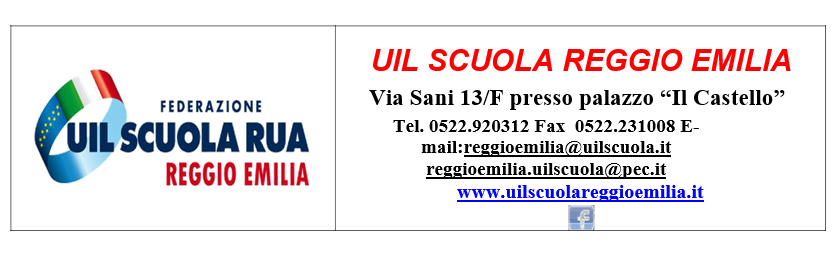 FEDERAZIONE
UIL SCUOLA RUA
REGGIO EMILIA
UIL SCUOLA REGGIO EMILIA
Via Sani 13/F presso palazzo “Il Castello”
Tel. 0522.920312 Fax 0522.231008 E-
mail:reggioemilia@uilscuola.it
reggioemilia.uilscuola@pec.it
www.uilscuolareggioemilia.it